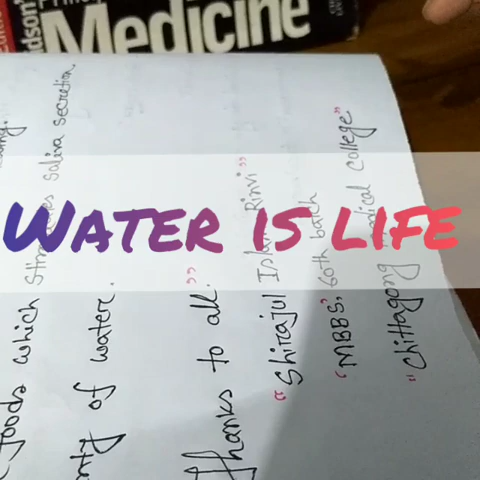 dson's
Medicine
foods which saliva secretion
of water.
Thanks to all.”
“Shirajul Islam Rinvi”
“MBBS, 60th batch
“Chittagong medical college”
WATER IS LIFE